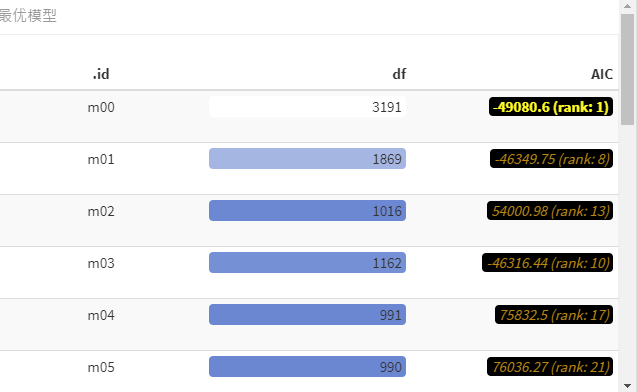 最优模型
.id df AIC
m00 3191 -49080.6 (rank: 1)
m01 1869 -46349.75 (rank: 8)
m02 1016 54000.98 (rank: 13)
m03 1162 -46316.44 (rank: 10)
m04 991 75832.5 (rank: 17)
m05 990 76036.27 (rank: 21)